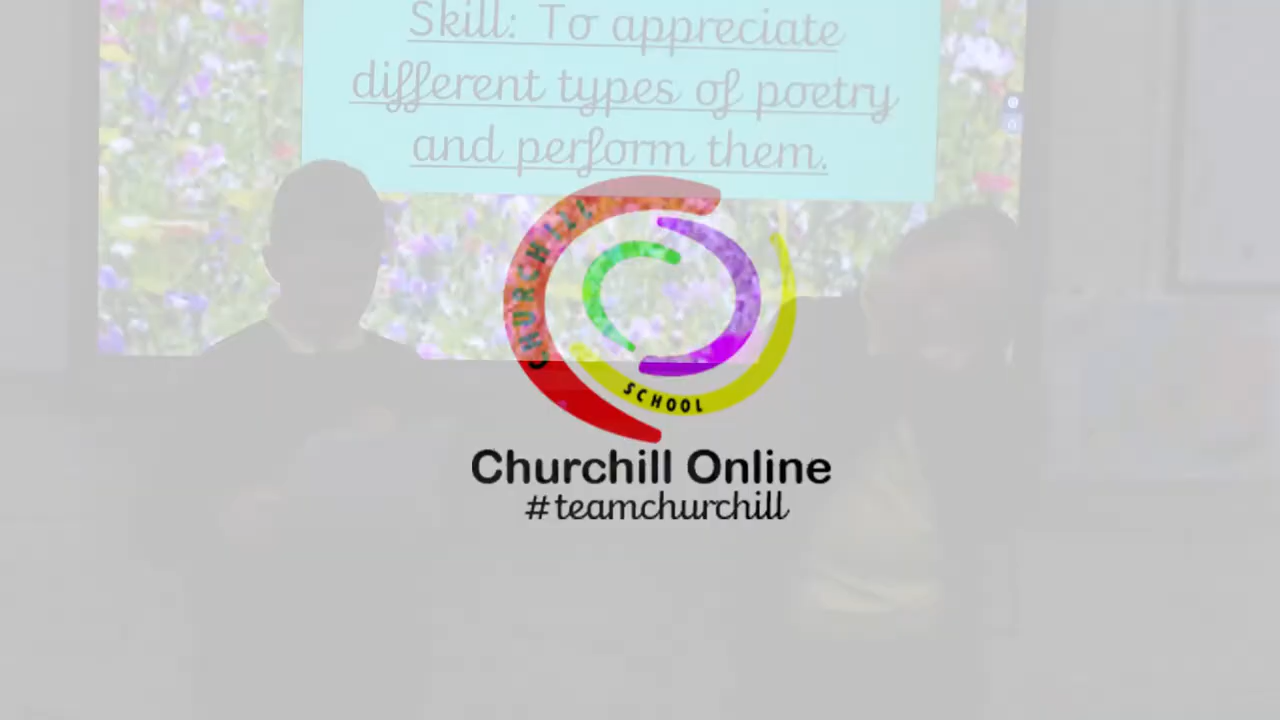 Skill: To appreciate
different types of poetry
and perform them.
CHURCHILL
SCHOOL
Churchill Online
#teamchurchill